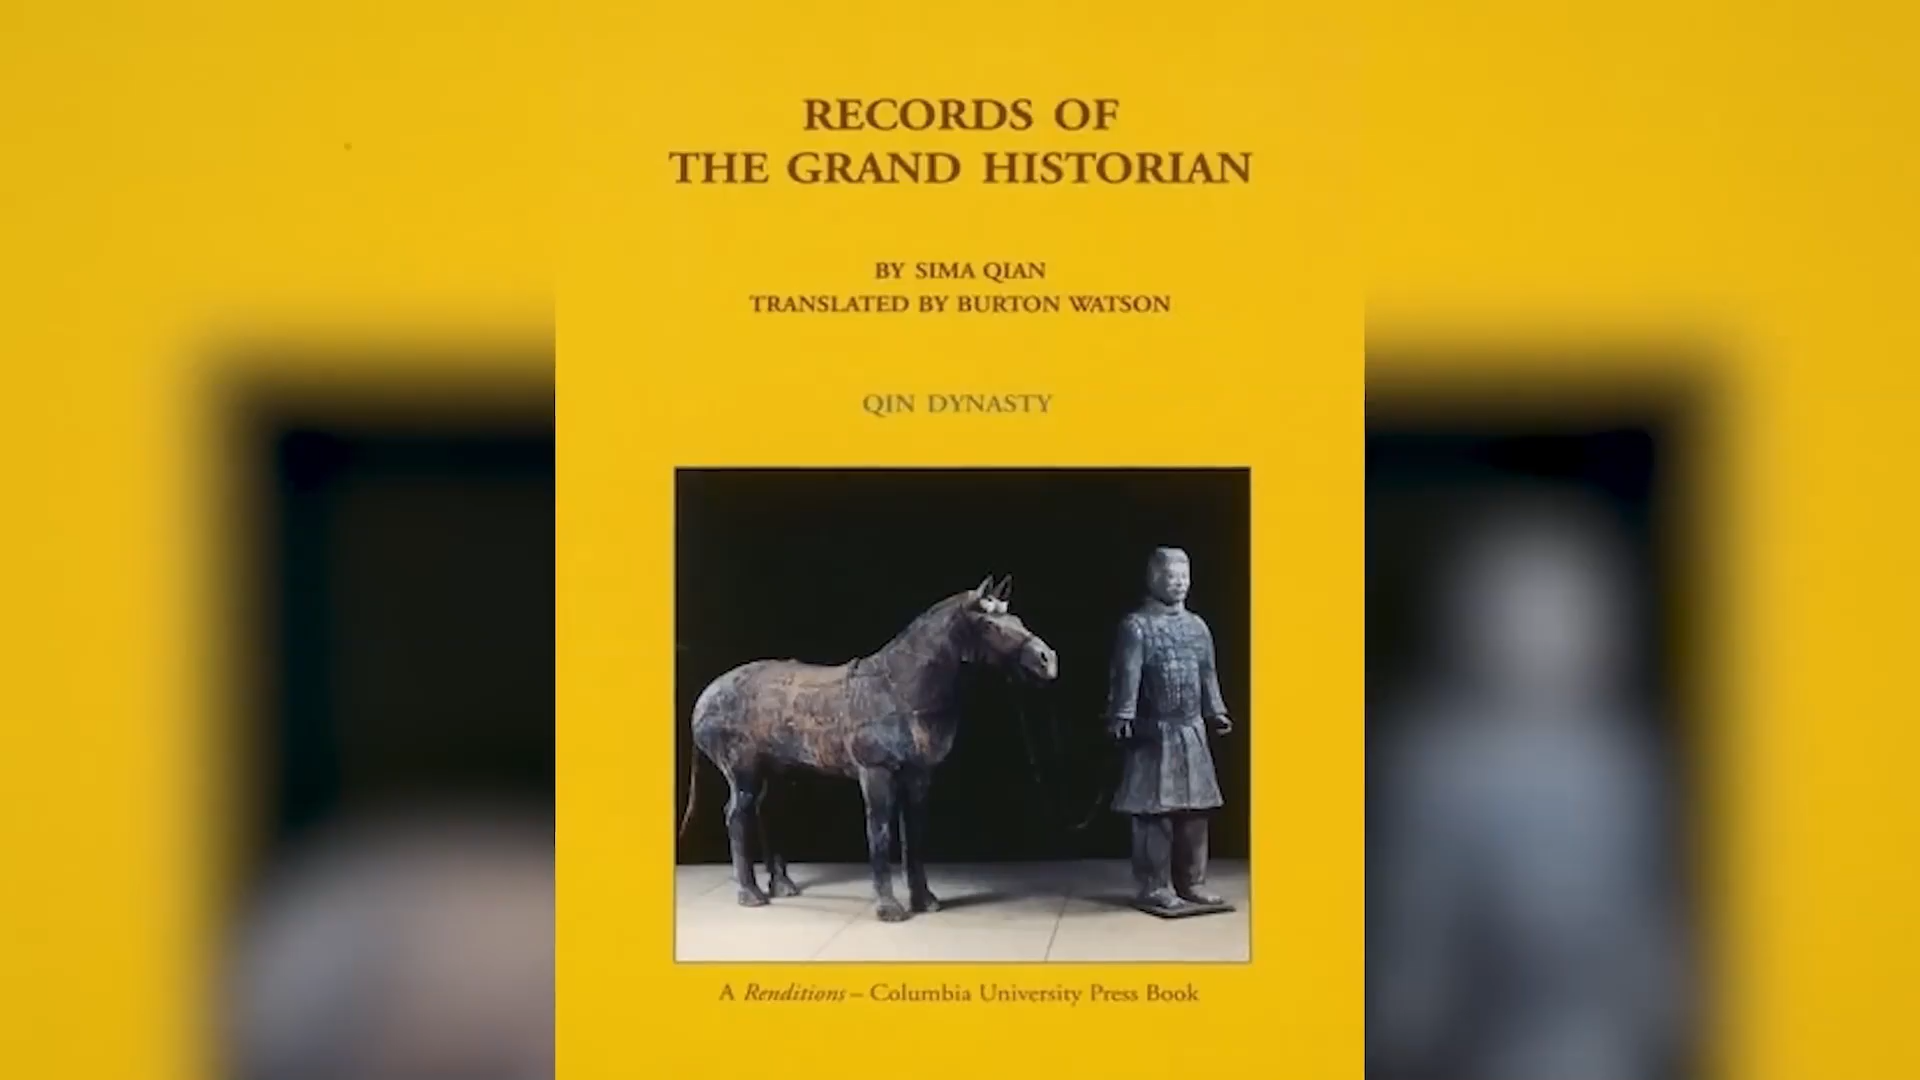 RECORDS OF
THE GRAND HISTORIAN
BY SIMA QIAN
TRANSLATED BY BURTON WATSON
QIN DYNASTY
A Renditions – Columbia University Press Book